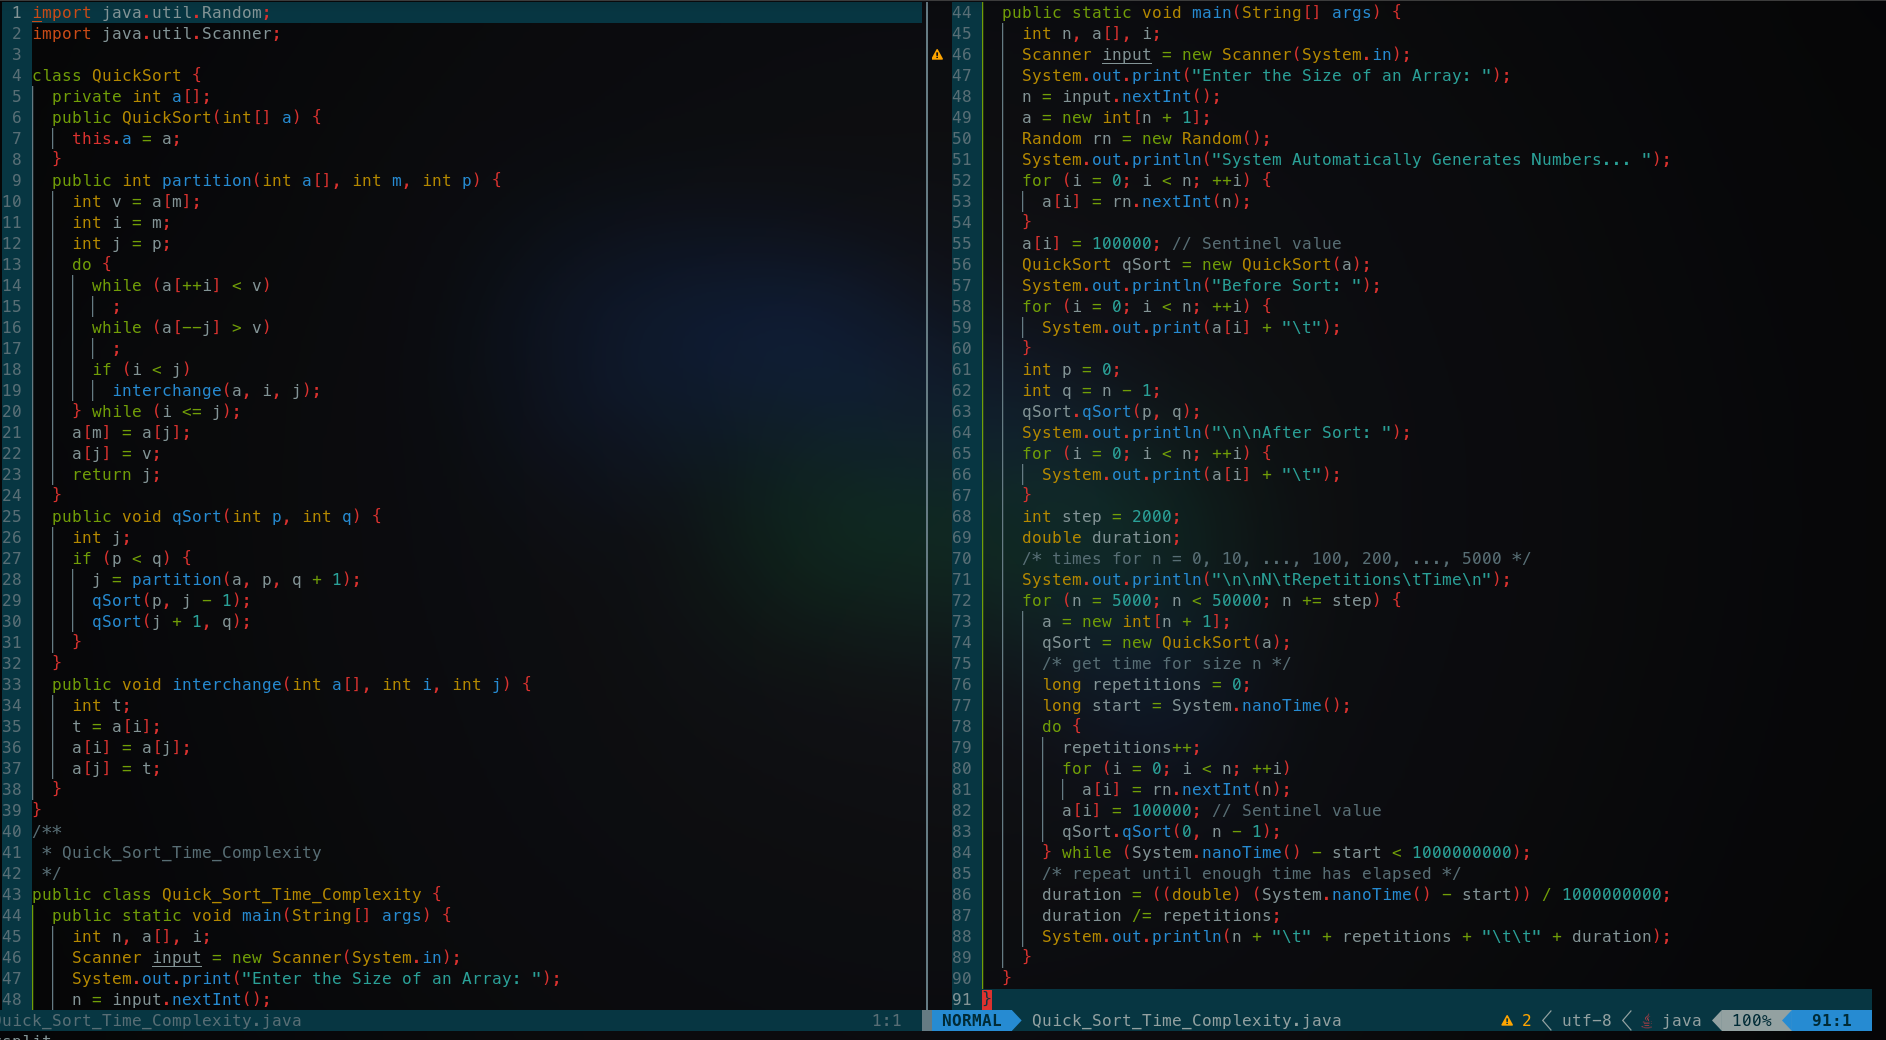 1 import java.util.Random;
2 import java.util.Scanner;
3
4 class QuickSort {
5   private int a[];
6   public QuickSort(int[] a) {
7     this.a = a;
8   }
9   public int partition(int a[], int m, int p) {
10     int v = a[m];
11     int i = m;
12     int j = p;
13     do {
14       while (a[++i] < v)
15         ;
16       while (a[--j] > v)
17         ;
18       if (i < j)
19         interchange(a, i, j);
20     } while (i <= j);
21     a[m] = a[j];
22     a[j] = v;
23     return j;
24   }
25   public void qSort(int p, int q) {
26     int j;
27     if (p < q) {
28       j = partition(a, p, q + 1);
29       qSort(p, j - 1);
30       qSort(j + 1, q);
31     }
32   }
33   public void interchange(int a[], int i, int j) {
34     int t;
35     t = a[i];
36     a[i] = a[j];
37     a[j] = t;
38   }
39 }
40 /**
41  * Quick_Sort_Time_Complexity
42  */
43 public class Quick_Sort_Time_Complexity {
44   public static void main(String[] args) {
45     int n, a[], i;
46     Scanner input = new Scanner(System.in);
47     System.out.print("Enter the Size of an Array: ");
48     n = input.nextInt();
uick_Sort_Time_Complexity.java 1:1
44   public static void main(String[] args) {
45     int n, a[], i;
46     Scanner input = new Scanner(System.in);
47     System.out.print("Enter the Size of an Array: ");
48     n = input.nextInt();
49     a = new int[n + 1];
50     Random rn = new Random();
51     System.out.println("System Automatically Generates Numbers... ");
52     for (i = 0; i < n; ++i) {
53       a[i] = rn.nextInt(n);
54     }
55     a[i] = 100000; // Sentinel value
56     QuickSort qSort = new QuickSort(a);
57     System.out.println("Before Sort: ");
58     for (i = 0; i < n; ++i) {
59       System.out.print(a[i] + "\t");
60     }
61     int p = 0;
62     int q = n - 1;
63     qSort.qSort(p, q);
64     System.out.println("\n\nAfter Sort: ");
65     for (i = 0; i < n; ++i) {
66       System.out.print(a[i] + "\t");
67     }
68     int step = 2000;
69     double duration;
70     /* times for n = 0, 10, ..., 100, 200, ..., 5000 */
71     System.out.println("\n\nN\tRepetitions\tTime\n");
72     for (n = 5000; n < 50000; n += step) {
73       a = new int[n + 1];
74       qSort = new QuickSort(a);
75       /* get time for size n */
76       long repetitions = 0;
77       long start = System.nanoTime();
78       do {
79         repetitions++;
80         for (i = 0; i < n; ++i)
81           a[i] = rn.nextInt(n);
82         a[i] = 100000; // Sentinel value
83         qSort.qSort(0, n - 1);
84       } while (System.nanoTime() - start < 1000000000);
85       /* repeat until enough time has elapsed */
86       duration = ((double) (System.nanoTime() - start)) / 1000000000;
87       duration /= repetitions;
88       System.out.println(n + "\t" + repetitions + "\t\t" + duration);
89     }
90   }
91 }
NORMAL Quick_Sort_Time_Complexity.java 2 utf-8 java 100% 91:1